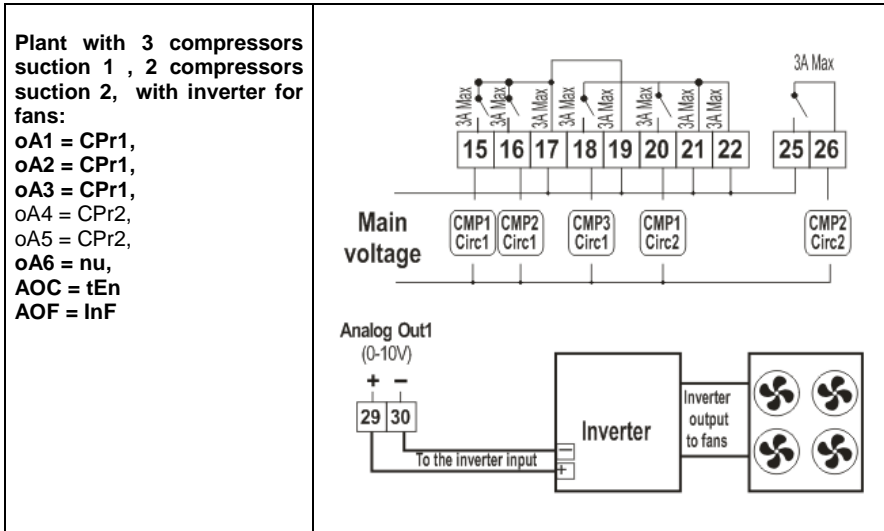 Plant with 3 compressors
suction 1 , 2 compressors
suction 2, with inverter for
fans:
oA1 = CPr1,
oA2 = CPr1,
oA3 = CPr1,
oA4 = CPr2,
oA5 = CPr2,
oA6 = nu,
AOC = tEn
AOF = InF
3A Max
3A Max
3A Max
3A Max
3A Max
3A Max
3A Max
3A Max
15 16 17 18 19 20 21 22 25 26
Main
voltage
CMP1
Circ1
CMP2
Circ1
CMP3
Circ1
CMP1
Circ2
CMP2
Circ2
Analog Out1
(0-10V)
+ −
29 30
To the inverter input
−
+
Inverter
Inverter
output
to fans